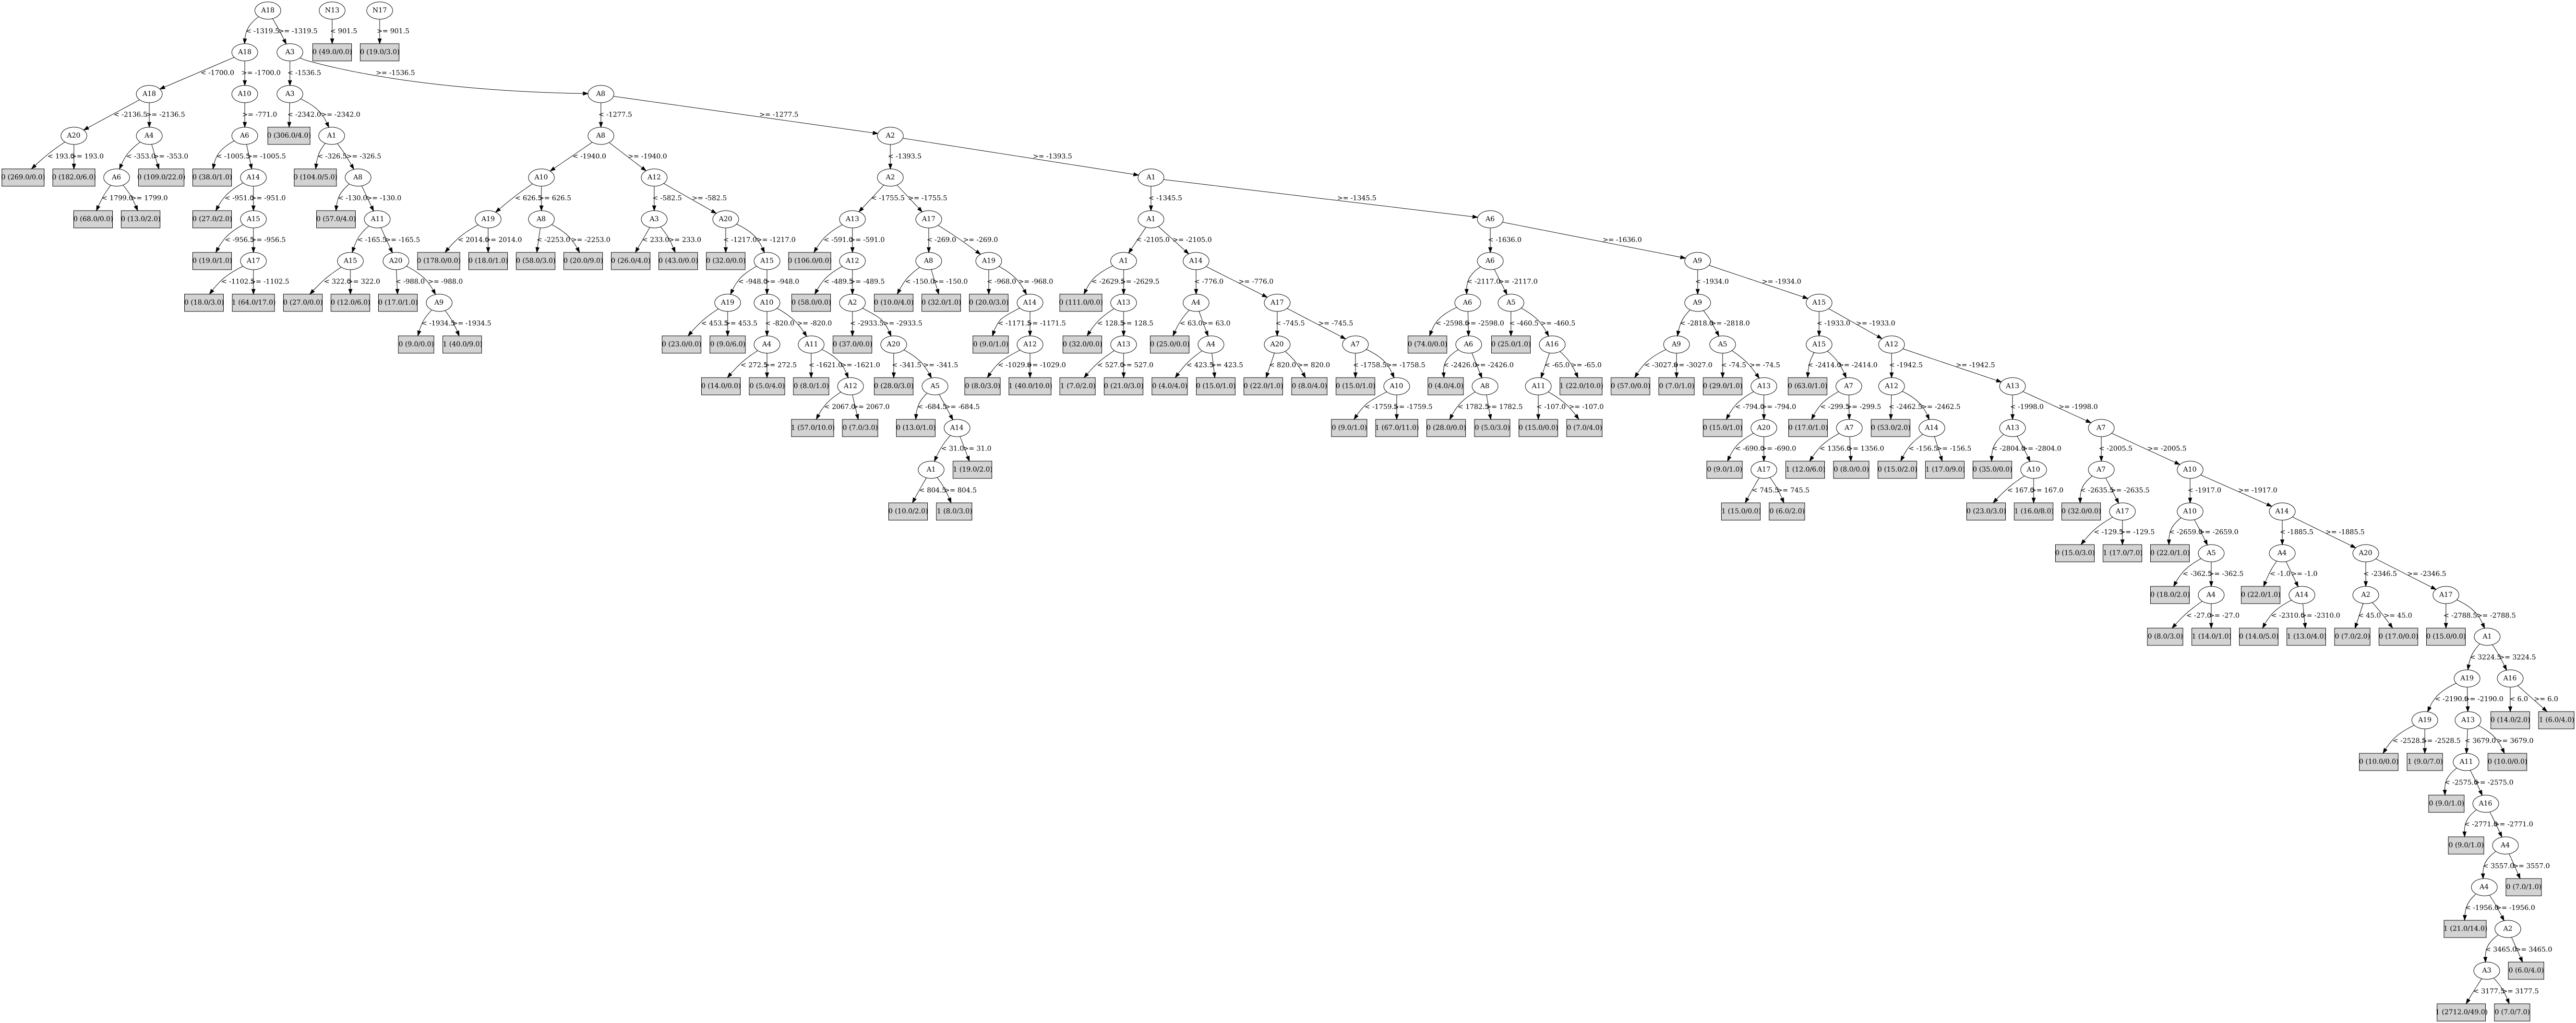 A18 N13 N17
< -1319.5 >= -1319.5 < 901.5 >= 901.5
A18 A3 0 (49.0/0.0) 0 (19.0/3.0)
< -1700.0 >= -1700.0 < -1536.5 >= -1536.5
A18 A10 A3 A8
< -2136.5 >= -2136.5 >= -771.0 < -2342.0 >= -2342.0 < -1277.5 >= -1277.5
A20 A4 A6 0 (306.0/4.0) A1 A8 A2
< 193.0 >= 193.0 < -353.0 >= -353.0 < -1005.5 >= -1005.5 < -326.5 >= -326.5 < -1940.0 >= -1940.0 < -1393.5 >= -1393.5
0 (269.0/0.0) 0 (182.0/6.0) A6 0 (109.0/22.0) 0 (38.0/1.0) A14 0 (104.0/5.0) A8 A10 A12 A2 A1
< 1799.0 >= 1799.0 < -951.0 >= -951.0 < -130.0 >= -130.0 < 626.5 >= 626.5 < -582.5 >= -582.5 < -1755.5 >= -1755.5 < -1345.5 >= -1345.5
0 (68.0/0.0) 0 (13.0/2.0) 0 (27.0/2.0) A15 0 (57.0/4.0) A11 A19 A8 A3 A20 A13 A17 A1 A6
< -956.5 >= -956.5 < -165.5 >= -165.5 < 2014.0 >= 2014.0 < -2253.0 >= -2253.0 < 233.0 >= 233.0 < -1217.0 >= -1217.0 < -591.0 >= -591.0 < -269.0 >= -269.0 < -2105.0 >= -2105.0 < -1636.0 >= -1636.0
0 (19.0/1.0) A17 A15 A20 0 (178.0/0.0) 0 (18.0/1.0) 0 (58.0/3.0) 0 (20.0/9.0) 0 (26.0/4.0) 0 (43.0/0.0) 0 (32.0/0.0) A15 0 (106.0/0.0) A12 A8 A19 A1 A14 A6 A9
< -1102.5 >= -1102.5 < 322.0 >= 322.0 < -988.0 >= -988.0 < -948.0 >= -948.0 < -489.5 >= -489.5 < -150.0 >= -150.0 < -968.0 >= -968.0 < -2629.5 >= -2629.5 < -776.0 >= -776.0 < -2117.0 >= -2117.0 < -1934.0 >= -1934.0
0 (18.0/3.0) 1 (64.0/17.0) 0 (27.0/0.0) 0 (12.0/6.0) 0 (17.0/1.0) A9 A19 A10 0 (58.0/0.0) A2 0 (10.0/4.0) 0 (32.0/1.0) 0 (20.0/3.0) A14 0 (111.0/0.0) A13 A4 A17 A6 A5 A9 A15
< -1934.5 >= -1934.5 < 453.5 >= 453.5 < -820.0 >= -820.0 < -2933.5 >= -2933.5 < -1171.5 >= -1171.5 < 128.5 >= 128.5 < 63.0 >= 63.0 < -745.5 >= -745.5 < -2598.0 >= -2598.0 < -460.5 >= -460.5 < -2818.0 >= -2818.0 < -1933.0 >= -1933.0
0 (9.0/0.0) 1 (40.0/9.0) 0 (23.0/0.0) 0 (9.0/6.0) A4 A11 0 (37.0/0.0) A20 0 (9.0/1.0) A12 0 (32.0/0.0) A13 0 (25.0/0.0) A4 A20 A7 0 (74.0/0.0) A6 0 (25.0/1.0) A16 A9 A5 A15 A12
< 272.5 >= 272.5 < -1621.0 >= -1621.0 < -341.5 >= -341.5 < -1029.0 >= -1029.0 < 527.0 >= 527.0 < 423.5 >= 423.5 < 820.0 >= 820.0 < -1758.5 >= -1758.5 < -2426.0 >= -2426.0 < -65.0 >= -65.0 < -3027.0 >= -3027.0 < -74.5 >= -74.5 < -2414.0 >= -2414.0 < -1942.5 >= -1942.5
0 (14.0/0.0) 0 (5.0/4.0) 0 (8.0/1.0) A12 0 (28.0/3.0) A5 0 (8.0/3.0) 1 (40.0/10.0) 1 (7.0/2.0) 0 (21.0/3.0) 0 (4.0/4.0) 0 (15.0/1.0) 0 (22.0/1.0) 0 (8.0/4.0) 0 (15.0/1.0) A10 0 (4.0/4.0) A8 A11 1 (22.0/10.0) 0 (57.0/0.0) 0 (7.0/1.0) 0 (29.0/1.0) A13 0 (63.0/1.0) A7 A12 A13
< 2067.0 >= 2067.0 < -684.5 >= -684.5 < -1759.5 >= -1759.5 < 1782.5 >= 1782.5 < -107.0 >= -107.0 < -794.0 >= -794.0 < -299.5 >= -299.5 < -2462.5 >= -2462.5 < -1998.0 >= -1998.0
1 (57.0/10.0) 0 (7.0/3.0) 0 (13.0/1.0) A14 0 (9.0/1.0) 1 (67.0/11.0) 0 (28.0/0.0) 0 (5.0/3.0) 0 (15.0/0.0) 0 (7.0/4.0) 0 (15.0/1.0) A20 0 (17.0/1.0) A7 0 (53.0/2.0) A14 A13 A7
< 31.0 >= 31.0 < -690.0 >= -690.0 < 1356.0 >= 1356.0 < -156.5 >= -156.5 < -2804.0 >= -2804.0 < -2005.5 >= -2005.5
A1 1 (19.0/2.0) 0 (9.0/1.0) A17 1 (12.0/6.0) 0 (8.0/0.0) 0 (15.0/2.0) 1 (17.0/9.0) 0 (35.0/0.0) A10 A7 A10
< 804.5 >= 804.5 < 745.5 >= 745.5 < 167.0 >= 167.0 < -2635.5 >= -2635.5 < -1917.0 >= -1917.0
0 (10.0/2.0) 1 (8.0/3.0) 1 (15.0/0.0) 0 (6.0/2.0) 0 (23.0/3.0) 1 (16.0/8.0) 0 (32.0/0.0) A17 A10 A14
< -129.5 >= -129.5 < -2659.0 >= -2659.0 < -1885.5 >= -1885.5
0 (15.0/3.0) 1 (17.0/7.0) 0 (22.0/1.0) A5 A4 A20
< -362.5 >= -362.5 < -1.0 >= -1.0 < -2346.5 >= -2346.5
0 (18.0/2.0) A4 0 (22.0/1.0) A14 A2 A17
< -27.0 >= -27.0 < -2310.0 >= -2310.0 < 45.0 >= 45.0 < -2788.5 >= -2788.5
0 (8.0/3.0) 1 (14.0/1.0) 0 (14.0/5.0) 1 (13.0/4.0) 0 (7.0/2.0) 0 (17.0/0.0) 0 (15.0/0.0) A1
< 3224.5 >= 3224.5
A19 A16
< -2190.0 >= -2190.0 < 6.0 >= 6.0
A19 A13 0 (14.0/2.0) 1 (6.0/4.0)
< -2528.5 >= -2528.5 < 3679.0 >= 3679.0
0 (10.0/0.0) 1 (9.0/7.0) A11 0 (10.0/0.0)
< -2575.0 >= -2575.0
0 (9.0/1.0) A16
< -2771.0 >= -2771.0
0 (9.0/1.0) A4
< 3557.0 >= 3557.0
A4 0 (7.0/1.0)
< -1956.0 >= -1956.0
1 (21.0/14.0) A2
< 3465.0 >= 3465.0
A3 0 (6.0/4.0)
< 3177.5 >= 3177.5
1 (2712.0/49.0) 0 (7.0/7.0)